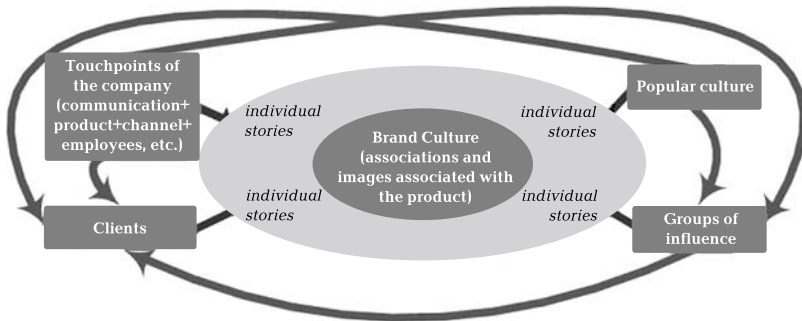 Touchpoints of
the company
(communication+
product+channel+
employees, etc.)
Popular culture
individual
stories
individual
stories
Brand Culture
(associations and
images associated with
the product)
individual
stories
individual
stories
Clients
Groups of
influence